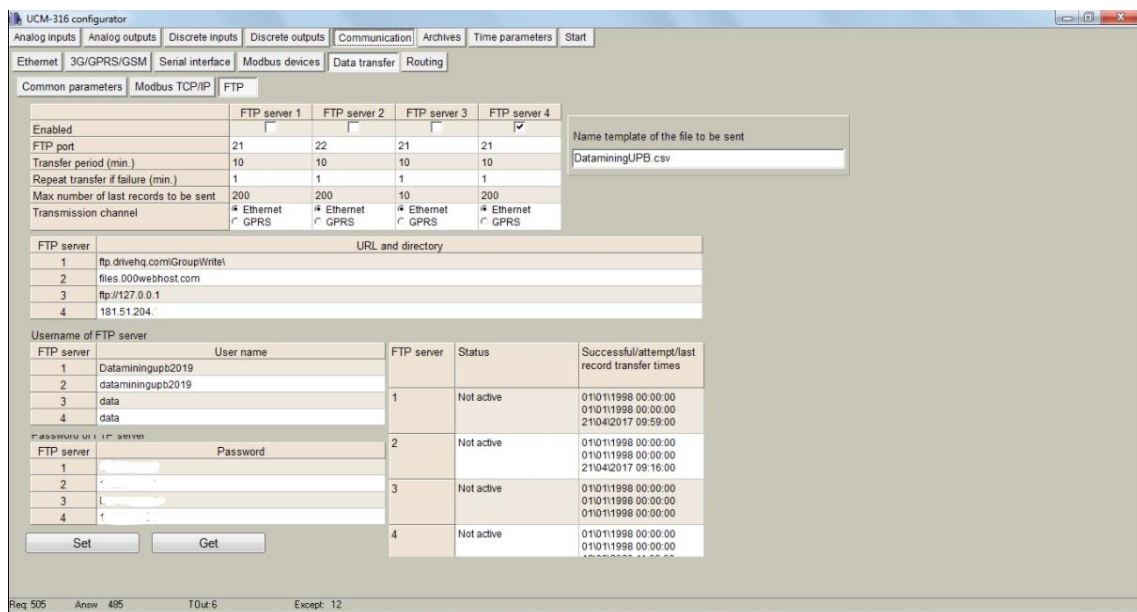 UCM-316 configurator
Analog inputs Analog outputs Discrete inputs Discrete outputs Communication Archives Time parameters Start
Ethernet 3G/GPRS/GSM Serial interface Modbus devices Data transfer Routing
Common parameters Modbus TCP/IP FTP
FTP server 1 FTP server 2 FTP server 3 FTP server 4
Enabled
FTP port 21 22 21 21
Transfer period (min.) 10 10 10 10
Repeat transfer if failure (min.) 1 1 1 1
Max number of last records to be sent 200 200 10 200
Transmission channel Ethernet Ethernet Ethernet Ethernet
GPRS GPRS GPRS GPRS
Name template of the file to be sent
DataminingUPB.csv
FTP server URL and directory
1 ftp.drivehq.com\GroupWrite\
2 files.000webhost.com
3 ftp://127.0.0.1
4 181.51.204.
Username of FTP server
FTP server User name
1 Dataminingupb2019
2 dataminingupb2019
3 data
4 data
Password of FTP server
FTP server Password
1
2
3
4
Set Get
FTP server Status Successful/attempt/last
record transfer times
1 Not active 01\01\1998 00:00:00
01\01\1998 00:00:00
21\04\2017 09:59:00
2 Not active 01\01\1998 00:00:00
01\01\1998 00:00:00
21\04\2017 09:16:00
3 Not active 01\01\1998 00:00:00
01\01\1998 00:00:00
01\01\1998 00:00:00
4 Not active 01\01\1998 00:00:00
01\01\1998 00:00:00
Req: 505 Answ 485 TOut:6 Except: 12